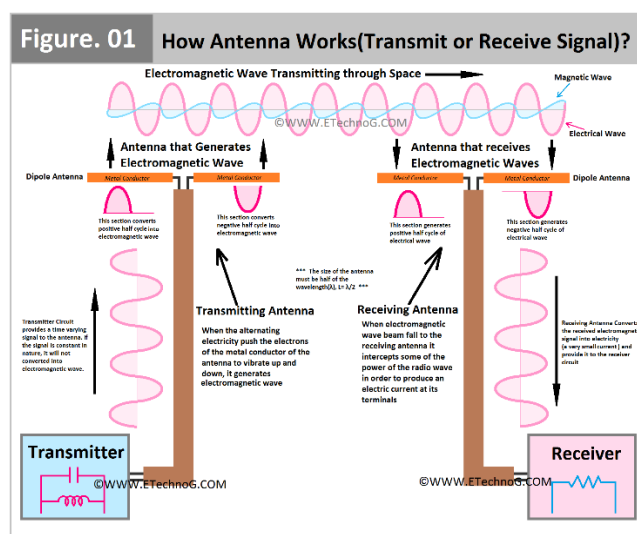 Figure. 01
How Antenna Works(Transmit or Receive Signal)?
Electromagnetic Wave Transmitting through Space
Magnetic Wave
©WWW.ETechnoG.COM
Electrical Wave
Antenna that Generates
Electromagnetic Wave
Antenna that receives
Electromagnetic Waves
Dipole Antenna
Metal Conductor
Metal Conductor
Metal Conductor
Metal Conductor
Dipole Antenna
This section converts
positive half cycle into
electromagnetic wave
This section converts
negative half cycle into
electromagnetic wave
This section generates
positive half cycle of
electrical wave
This section generates
negative half cycle of
electrical wave
*** The size of the antenna
must be half of the
wavelength(λ), L= λ/2 ***
Transmitter Circuit
provides a time varying
signal to the antenna. if
the signal is constant in
nature, it will not
converted into
electromagnetic wave.
Transmitting Antenna
When the alternating
electricity push the electrons
of the metal conductor of the
antenna to vibrate up and
down, it generates
electromagnetic wave
Receiving Antenna
When electromagnetic
wave beam fall to the
receiving antenna it
intercepts some of
the power of the radio wave
in order to produce an
electric current at its
terminals
Receiving Antenna Converts
the received electromagnet
signal into electricity
(a very small current) and
provide it to the receiver
circuit
Transmitter
©WWW.ETechnoG.COM
Receiver
©WWW.ETechnoG.COM